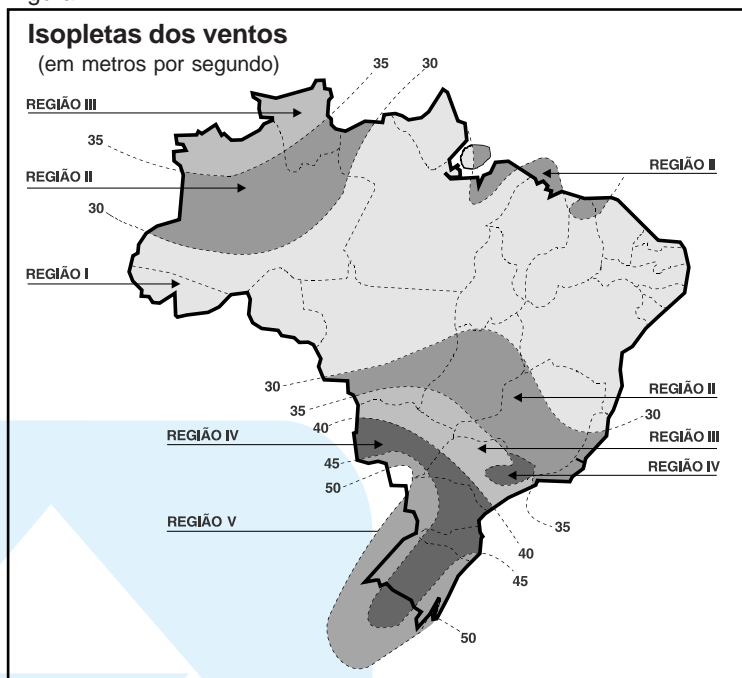 Isopletas dos ventos
(em metros por segundo)
35
30
REGIÃO III
35
REGIÃO II
REGIÃO II
30
REGIÃO I
30
REGIÃO II
35
30
40
REGIÃO IV
REGIÃO III
45
REGIÃO IV
50
REGIÃO V
35
40
45
50